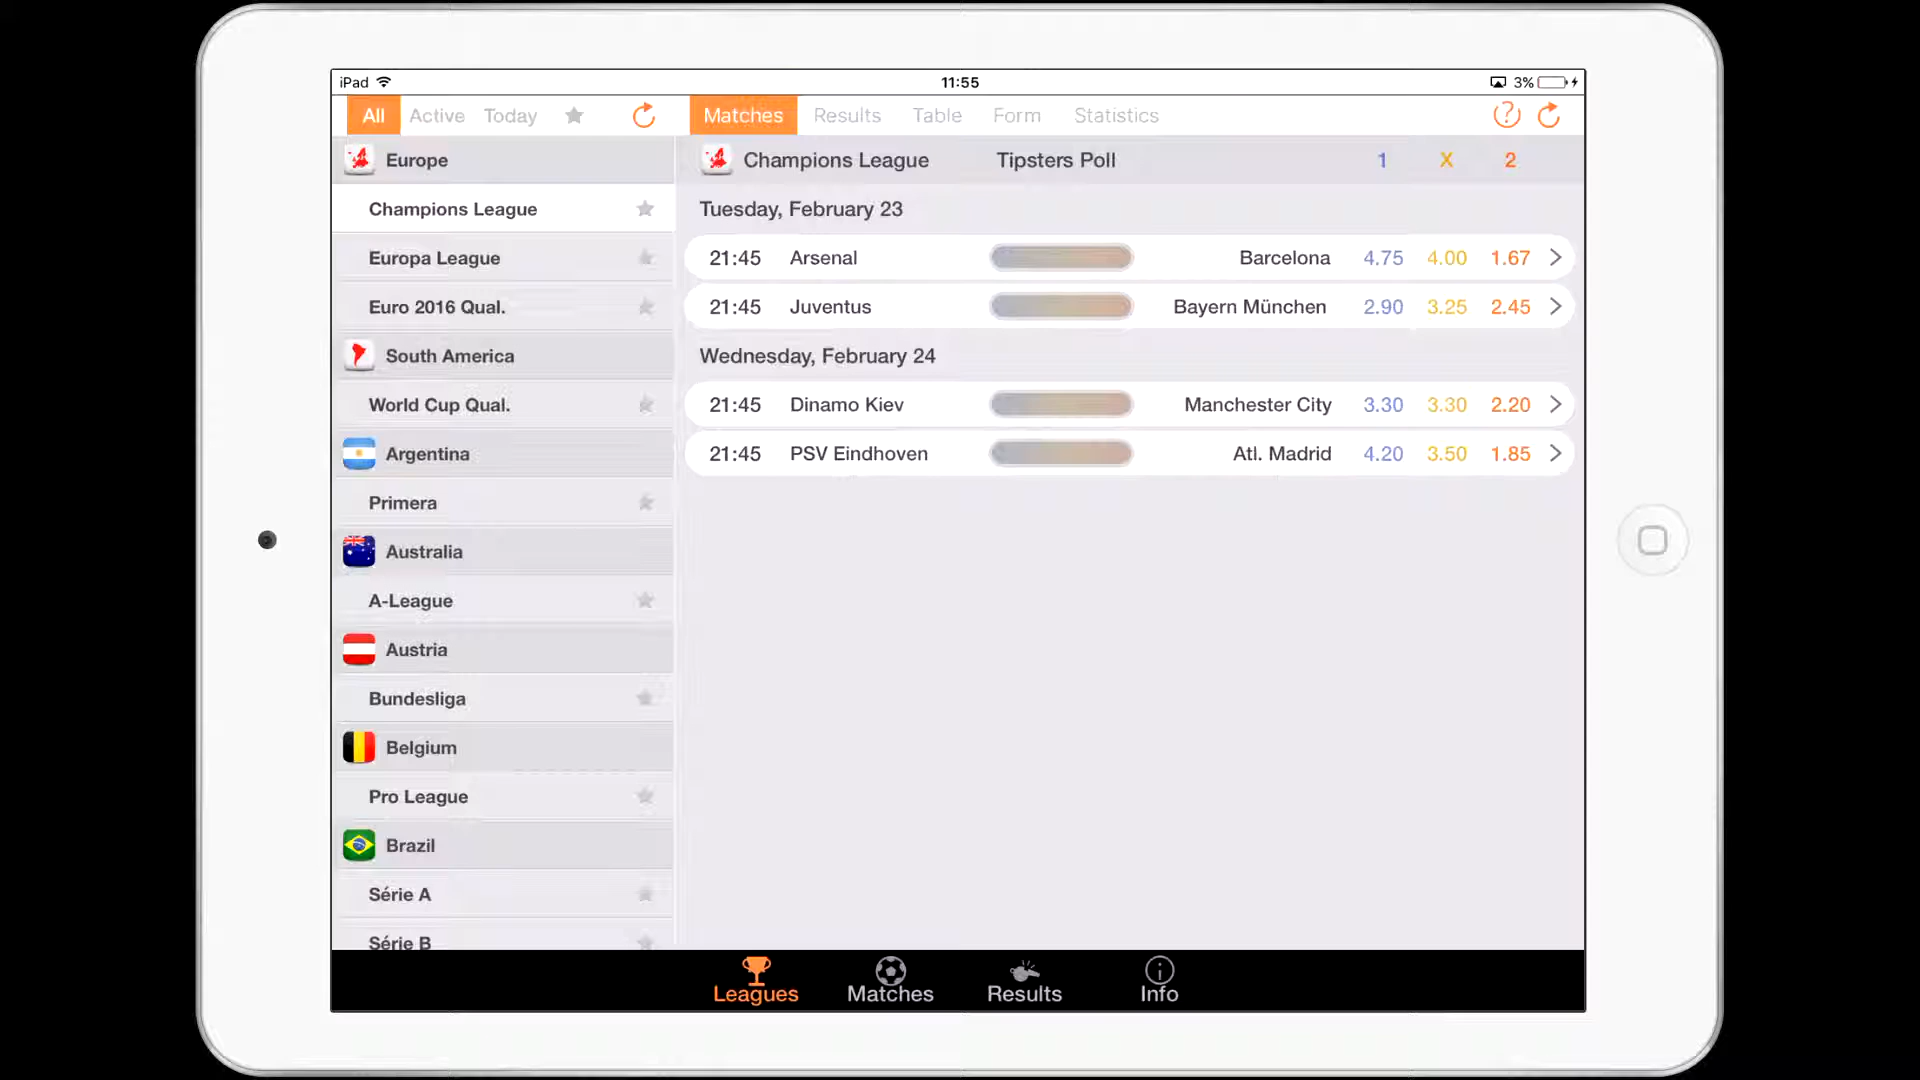 iPad 11:55 3%
All Active Today Matches Results Table Form Statistics ?
Europe
Champions League Tipsters Poll 1 X 2
Champions League
Tuesday, February 23
Europa League
21:45 Arsenal Barcelona 4.75 4.00 1.67
Euro 2016 Qual.
21:45 Juventus Bayern München 2.90 3.25 2.45
South America
Wednesday, February 24
World Cup Qual.
21:45 Dinamo Kiev Manchester City 3.30 3.30 2.20
Argentina
21:45 PSV Eindhoven Atl. Madrid 4.20 3.50 1.85
Primera
Australia
A-League
Austria
Bundesliga
Belgium
Pro League
Brazil
Série A
Série B
Leagues Matches Results Info